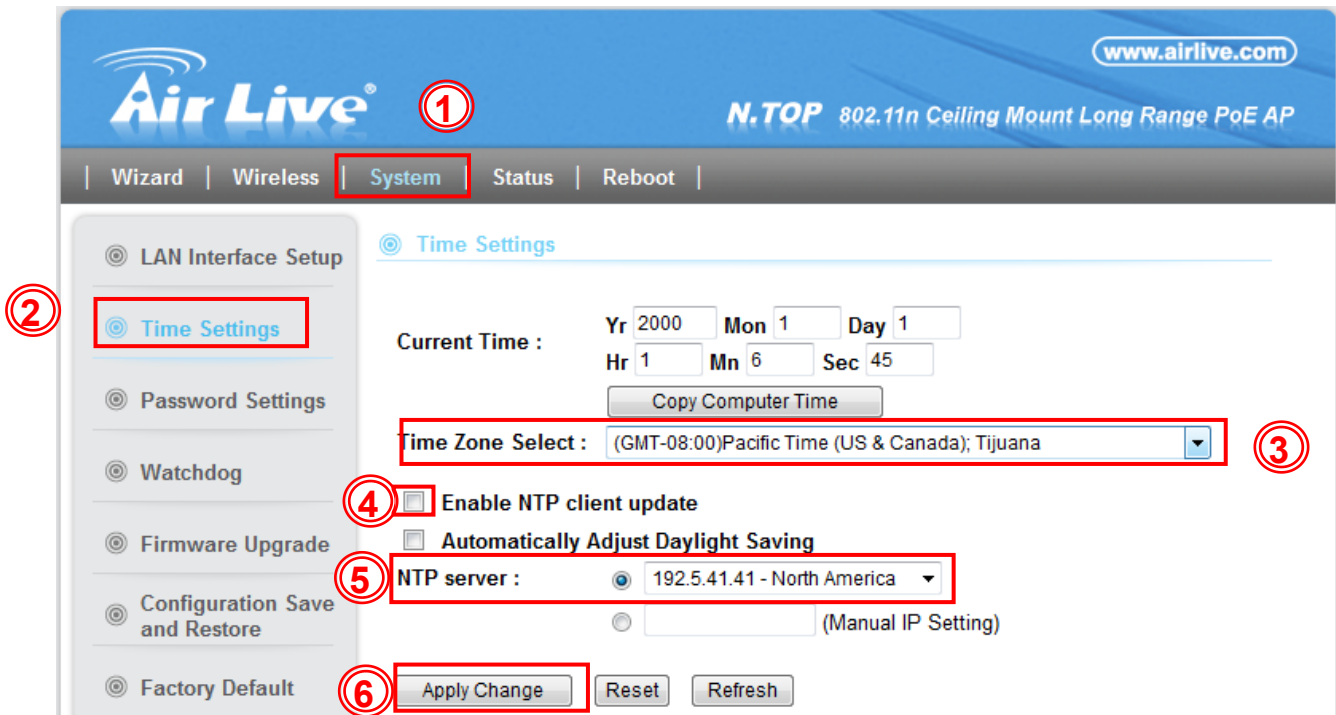 www.airlive.com
Air Live®
1
N.TOP 802.11n Ceiling Mount Long Range PoE AP
| Wizard | Wireless | System | Status | Reboot |
LAN Interface Setup
2
Time Settings
Password Settings
Watchdog
Firmware Upgrade
Configuration Save
and Restore
Factory Default
Time Settings
Current Time :
Yr 2000 Mon 1 Day 1
Hr 1 Mn 6 Sec 45
Copy Computer Time
Time Zone Select : (GMT-08:00)Pacific Time (US & Canada); Tijuana
3
4
Enable NTP client update
Automatically Adjust Daylight Saving
5
NTP server : 192.5.41.41 - North America
(Manual IP Setting)
6
Apply Change Reset Refresh